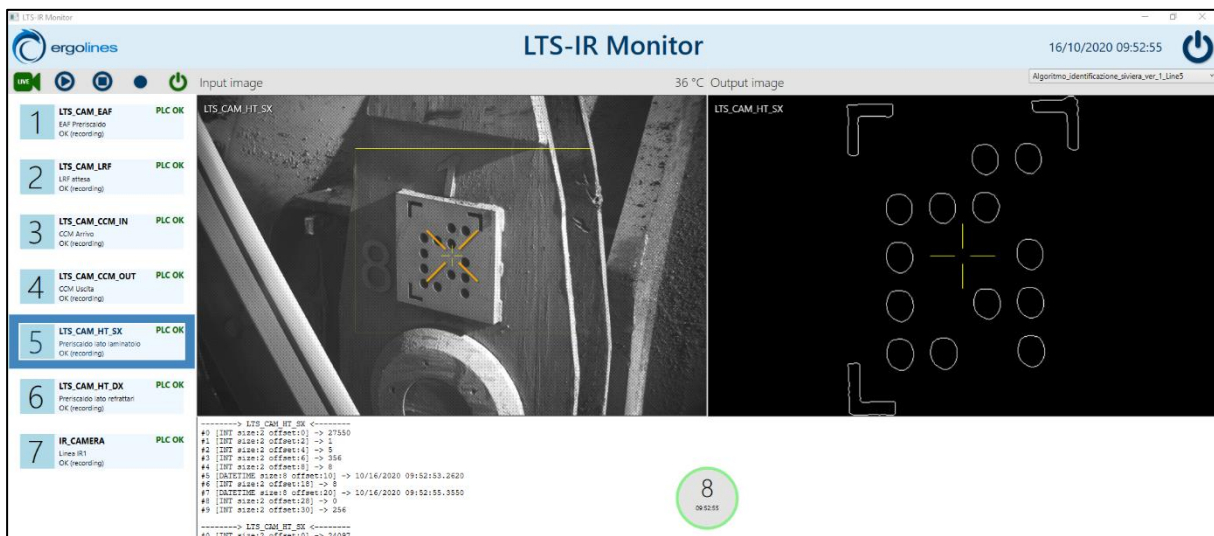 LTS-IR Monitor
ergolines
LTS-IR Monitor
16/10/2020 09:52:55
LIVE
Input image
36 °C
Output image
Algoritmo_identificazione_siviera_ver_1_Line5
1
LTS_CAM_EAF
PLC OK
EAF Preriscaldo
OK (recording)
2
LTS_CAM_LRF
PLC OK
LRF attesa
OK (recording)
3
LTS_CAM_CCM_IN
PLC OK
CCM Arrivo
OK (recording)
4
LTS_CAM_CCM_OUT
PLC OK
CCM Uscita
OK (recording)
5
LTS_CAM_HT_SX
PLC OK
Preriscaldo lato laminatoio
OK (recording)
6
LTS_CAM_HT_DX
PLC OK
Preriscaldo lato refrattari
OK (recording)
7
IR_CAMERA
PLC OK
Linea IR1
OK (recording)
LTS_CAM_HT_SX
8
LTS_CAM_HT_SX
--------> LTS_CAM_HT_SX <--------
#0 [INT size:2 offset:0] -> 27550
#1 [INT size:2 offset:2] -> 1
#2 [INT size:2 offset:4] -> 5
#3 [INT size:2 offset:6] -> 356
#4 [INT size:2 offset:8] -> 8
#5 [DATETIME size:8 offset:10] -> 10/16/2020 09:52:53.2620
#6 [INT size:2 offset:18] -> 8
#7 [DATETIME size:8 offset:20] -> 10/16/2020 09:52:55.3550
#8 [INT size:2 offset:28] -> 0
#9 [INT size:2 offset:30] -> 256
--------> LTS_CAM_HT_SX <--------
#0 [INT size:2 offset:0] -> 24097
8
09:52:55